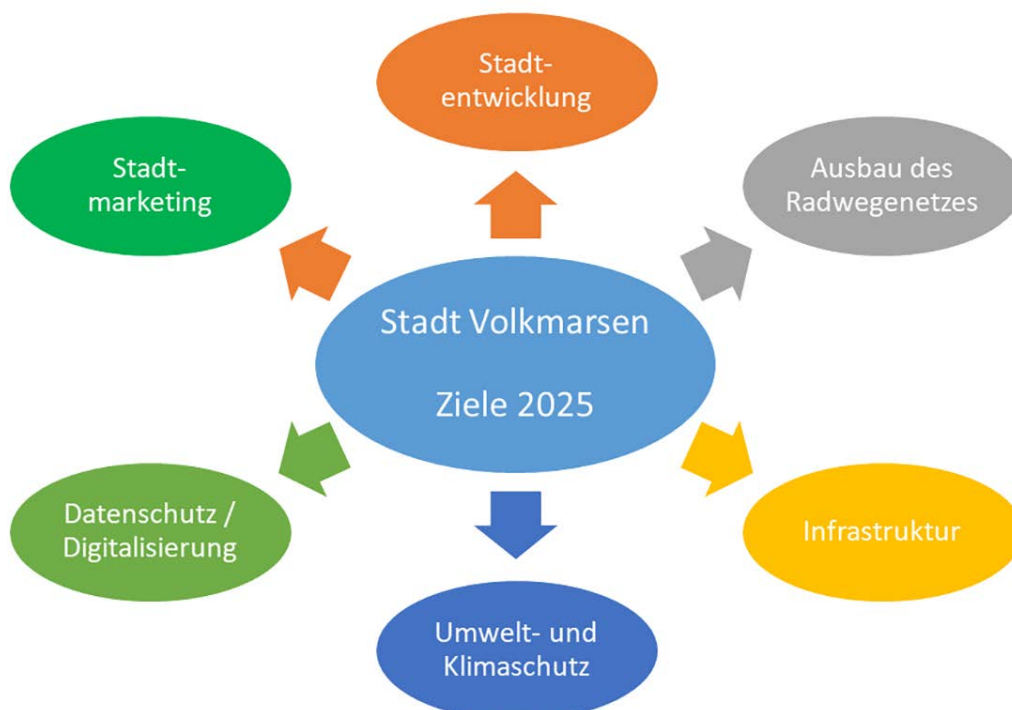 Stadt-
entwicklung
Stadt-
marketing
Ausbau des
Radwegenetzes
Stadt Volkmarsen
Ziele 2025
Datenschutz /
Digitalisierung
Infrastruktur
Umwelt- und
Klimaschutz